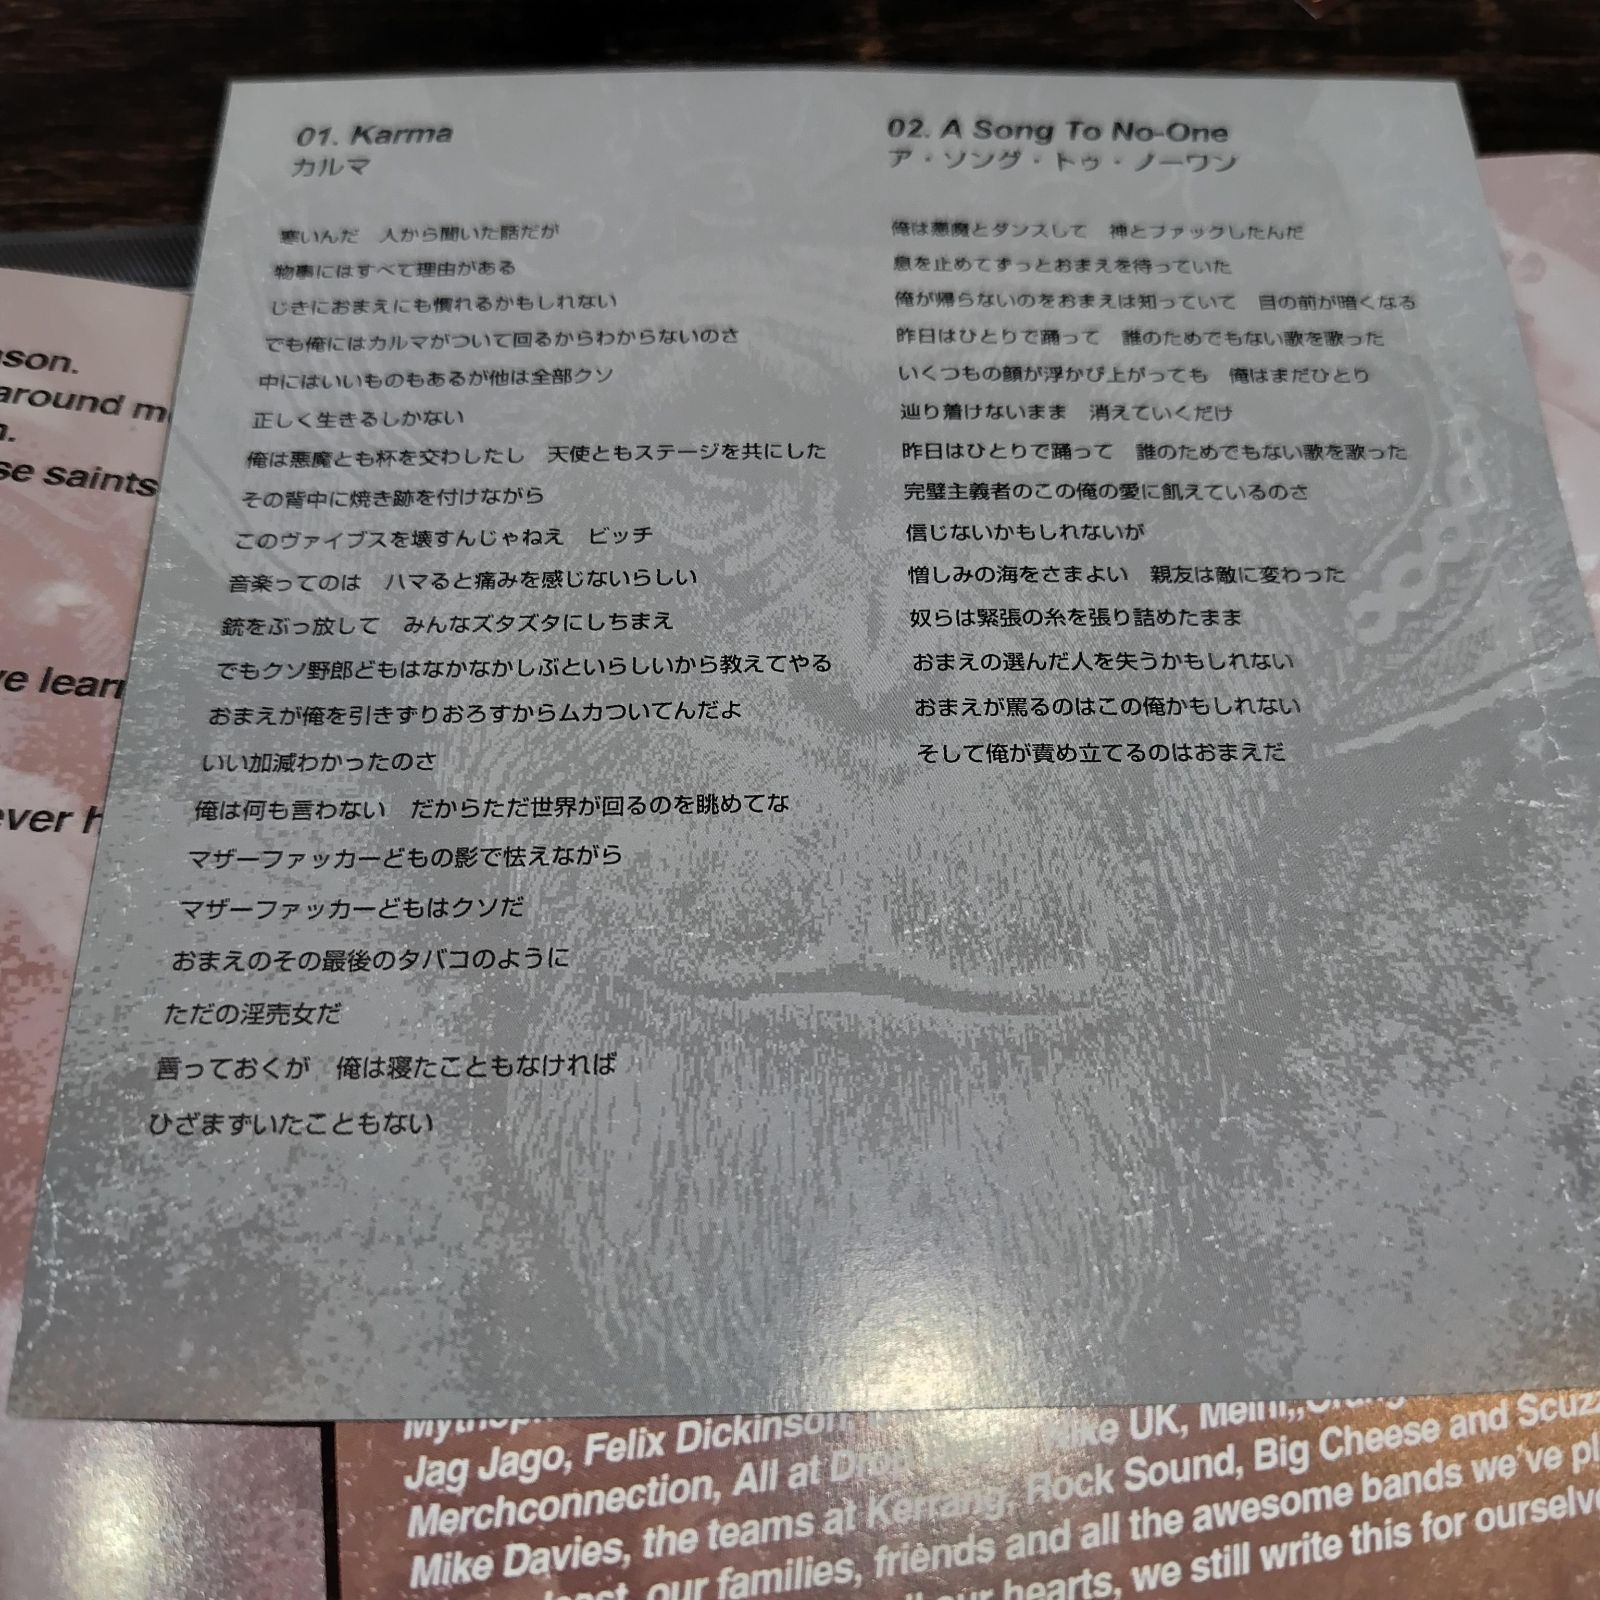 01. Karma
カルマ
寒いんだ　人から聞いた話だが
物事にはすべて理由がある
じきにおまえにも慣れるかもしれない
でも俺にはカルマがついて回るからわからないのさ
中にはいいものもあるが他は全部クソ
正しく生きるしかない
俺は悪魔とも杯を交わしたし　天使ともステージを共にした
その背中に焼き跡を付けながら
このヴァイブスを壊すんじゃねえ　ビッチ
音楽ってのは　ハマると痛みを感じないらしい
銃をぶっ放して　みんなズタズタにしちまえ
でもクソ野郎どもはなかなかしぶといらしいから教えてやる
おまえが俺を引きずりおろすからムカついてんだよ
いい加減わかったのさ
俺は何も言わない　だからただ世界が回るのを眺めてな
マザーファッカーどもの影で怯えながら
マザーファッカーどもはクソだ
おまえのその最後のタバコのように
ただの淫売女だ
言っておくが　俺は寝たこともなければ
ひざまずいたこともない
02. A Song To No-One
ア・ソング・トゥ・ノーワン
俺は悪魔とダンスして　神とファックしたんだ
息を止めてずっとおまえを待っていた
俺が帰らないのをおまえは知っていて　目の前が暗くなる
昨日はひとりで踊って　誰のためでもない歌を歌った
いくつもの顔が浮かび上がっても　俺はまだひとり
辿り着けないまま　消えていくだけ
昨日はひとりで踊って　誰のためでもない歌を歌った
完璧主義者のこの俺の愛に飢えているのさ
信じないかもしれないが
憎しみの海をさまよい　親友は敵に変わった
奴らは緊張の糸を張り詰めたまま
おまえの選んだ人を失うかもしれない
おまえが罵るのはこの俺かもしれない
そして俺が責め立てるのはおまえだ
son.
around
se saints
ve
ever
Jag Jago, Felix Dickinson
Nike UK,
Merchconnection, All at Drop
Rock Sound, Big Cheese and
Mike Davies, the teams at Kerrang,
friends and all the awesome bands we've
our families,
our hearts, we still write this for